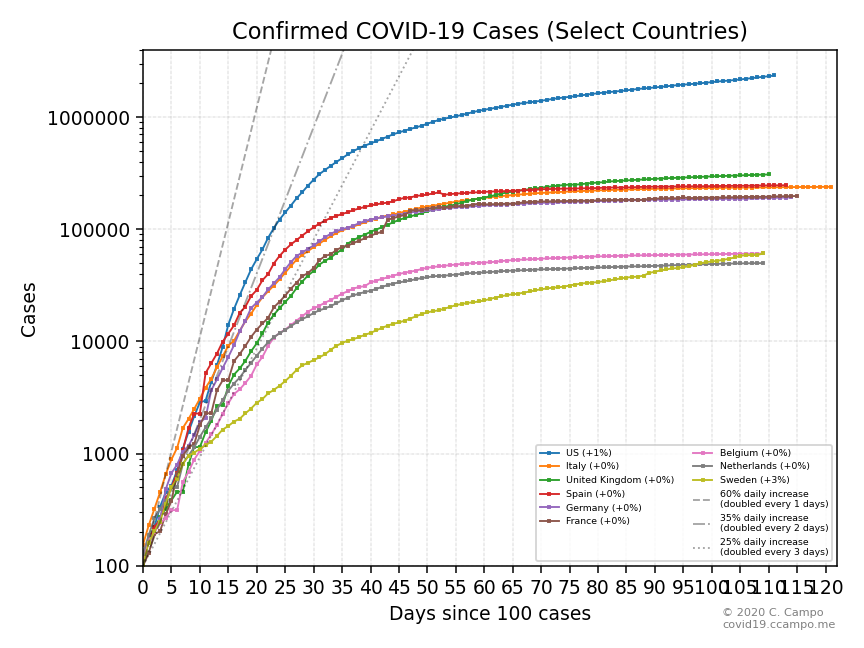 Confirmed COVID-19 Cases (Select Countries)
Cases
1000000
100000
10000
1000
100
US (+1%)
Italy (+0%)
United Kingdom (+0%)
Spain (+0%)
Germany (+0%)
France (+0%)
Belgium (+0%)
Netherlands (+0%)
Sweden (+3%)
60% daily increase
(doubled every 1 days)
35% daily increase
(doubled every 2 days)
25% daily increase
(doubled every 3 days)
0 5 10 15 20 25 30 35 40 45 50 55 60 65 70 75 80 85 90 95 100 105 110 115 120
Days since 100 cases
© 2020 C. Campo
covid19.ccampo.me